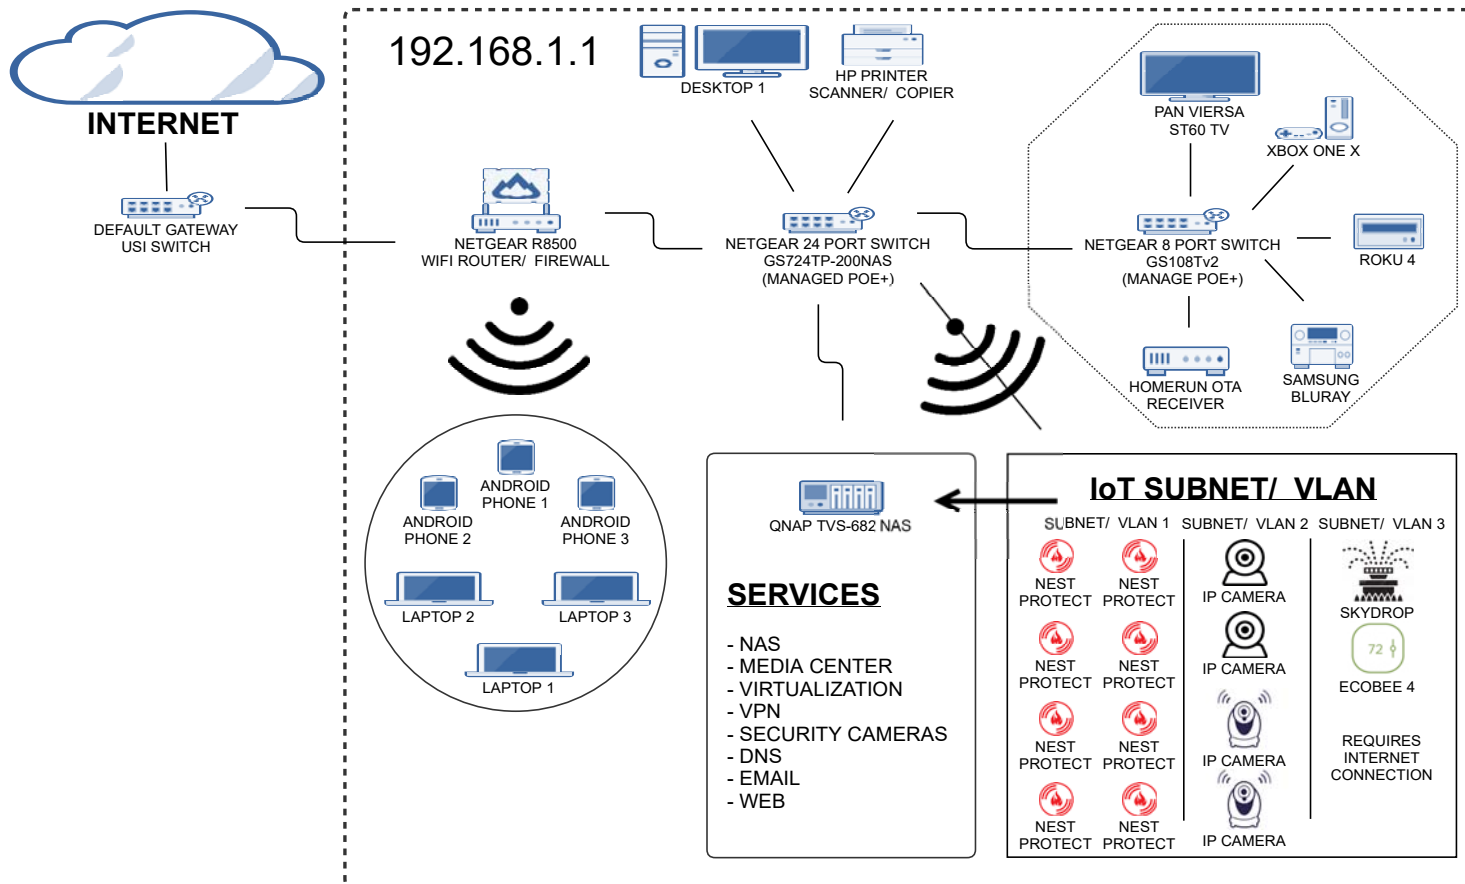 192.168.1.1
INTERNET
DEFAULT GATEWAY
USI SWITCH
NETGEAR R8500
WIFI ROUTER/ FIREWALL
DESKTOP 1
HP PRINTER
SCANNER/ COPIER
NETGEAR 24 PORT SWITCH
GS724TP-200NAS
(MANAGED POE+)
PAN VIERSA
ST60 TV
XBOX ONE X
NETGEAR 8 PORT SWITCH
GS108Tv2
(MANAGE POE+)
ROKU 4
HOMERUN OTA
RECEIVER
SAMSUNG
BLURAY
ANDROID
PHONE 1
ANDROID
PHONE 2
ANDROID
PHONE 3
LAPTOP 2
LAPTOP 3
LAPTOP 1
QNAP TVS-682 NAS
SERVICES
- NAS
- MEDIA CENTER
- VIRTUALIZATION
- VPN
- SECURITY CAMERAS
- DNS
- EMAIL
- WEB
IoT SUBNET/ VLAN
SUBNET/ VLAN 1
NEST
PROTECT
NEST
PROTECT
NEST
PROTECT
NEST
PROTECT
NEST
PROTECT
NEST
PROTECT
NEST
PROTECT
NEST
PROTECT
SUBNET/ VLAN 2
IP CAMERA
IP CAMERA
IP CAMERA
IP CAMERA
SUBNET/ VLAN 3
SKYDROP
72
ECOBEE 4
REQUIRES
INTERNET
CONNECTION